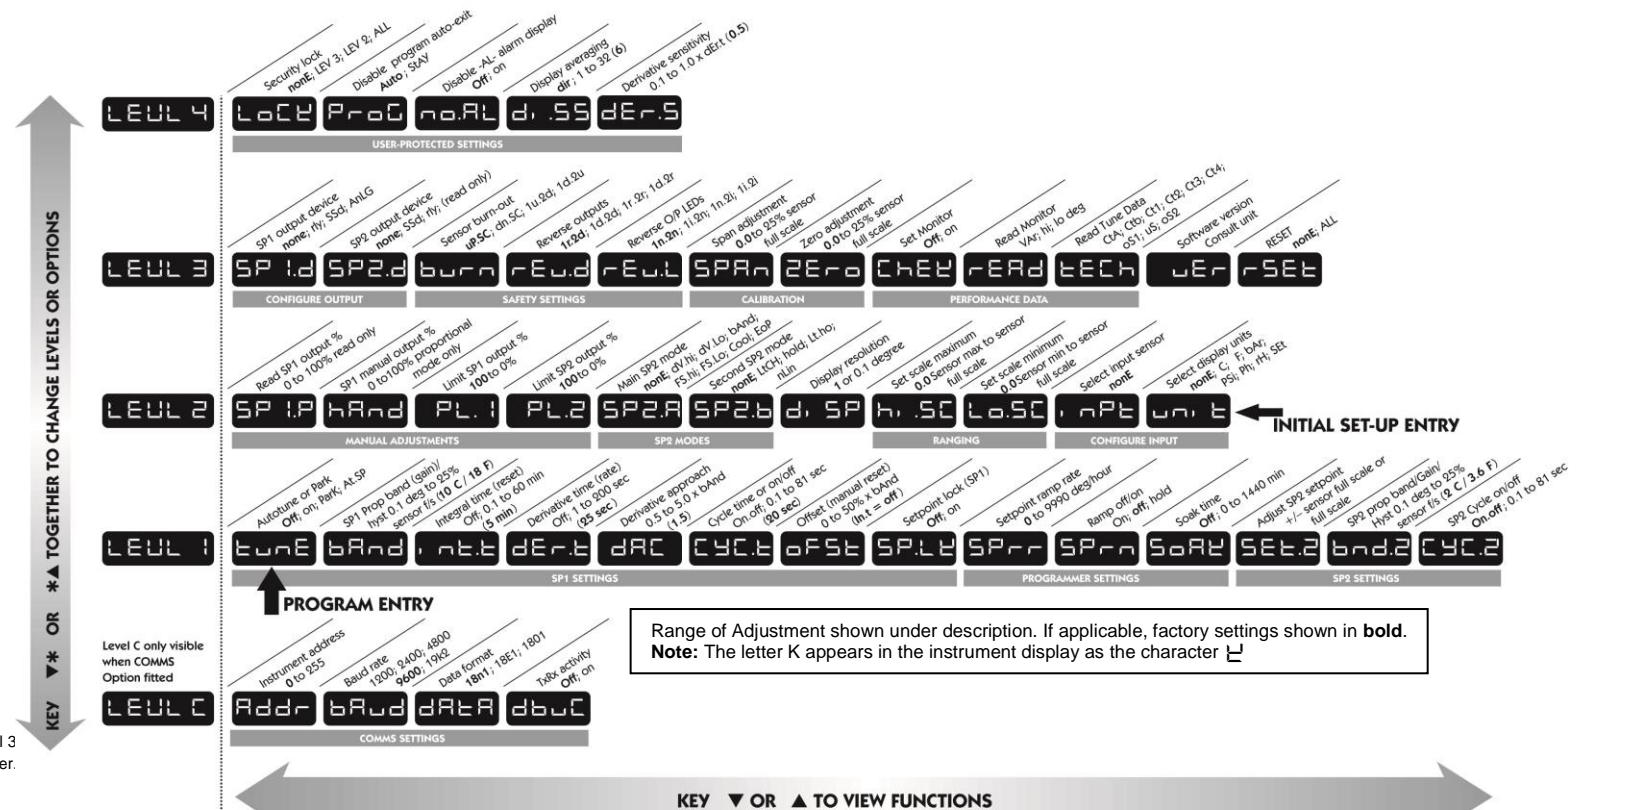 Security lock
nonE; LEV 3; LEV 2; ALL
Disable program auto-exit
Auto; StAY
Disable -AL- alarm display
Off; on
Display averaging
dir; 1 to 32 (6)
Derivative sensitivity
0.1 to 1.0 x dErt (0.5)
LEVL 4
LoCK
ProG
no.AL
di.SS
dEr.S
USER-PROTECTED SETTINGS
SP1 output device
none; rly; SSd; AnLG
SP2 output device
none; SSd; rly; (read only)
Sensor burn-out
uP.SC; dn.SC; 1u.2d; 1d.2u
Reverse outputs
1r.2d; 1d.2d; 1r.2r; 1d.2r
Reverse O/P LEDs
1n.2n; 1i.2n; 1n.2i; 1i.2i
Span adjustment
0.0 to 25% sensor
full scale
Zero adjustment
0.0 to 25% sensor
full scale
Set Monitor
Off; on
Read Monitor
VAr; hi; lo deg
Read Tune Data
CtA; Ctb; Ct1; Ct2; Ct3; Ct4;
oS1; uS; oS2
Software version
Consult unit
RESET
nonE; ALL
LEVL 3
SP 1.d
SP2.d
burn
rEv.d
rEv.L
SPAn
ZEro
ChEK
rEAd
tECh
vEr
rSEt
CONFIGURE OUTPUT
SAFETY SETTINGS
CALIBRATION
PERFORMANCE DATA
Read SP1 output %
0 to 100% read only
SP1 manual output %
0 to100% proportional
mode only
Limit SP1 output %
100 to 0%
Limit SP2 output %
100 to 0%
Main SP2 mode
nonE; dV.hi; dV.Lo; bAnd;
FS.hi; FS.Lo; Cool; EoP
Second SP2 mode
nonE; LtCH; hold; Lt.ho;
nLin
Display resolution
1 or 0.1 degree
Set scale maximum
0.0 Sensor max to sensor
full scale
Set scale minimum
0.0 Sensor min to sensor
full scale
Select input sensor
nonE
Select display units
nonE; C; F; bAr;
PSi; Ph; rH; SEt
LEVL 2
SP 1.P
hAnd
PL. 1
PL.2
SP2.A
SP2.b
di SP
hi .SC
Lo.SC
inPt
unit
INITIAL SET-UP ENTRY
MANUAL ADJUSTMENTS
SP2 MODES
RANGING
CONFIGURE INPUT
Autotune or Park
Off; on; Park; At.SP
SP1 Prop band (gain)/
hyst 0.1 deg to 25%
sensor f/s (10 C / 18 F)
Integral time (reset)
Off; 0.1 to 60 min
(5 min)
Derivative time (rate)
Off; 1 to 200 sec
(25 sec)
Derivative approach
0.5 to 5.0 x bAnd
(1.5)
Cycle time or on/off
On.off; 0.1 to 81 sec
(20 sec)
Offset (manual reset)
0 to 50% x bAnd
(In.t = off)
Setpoint lock (SP1)
Off; on
Setpoint ramp rate
0 to 9990 deg/hour
Ramp off/on
On; off; hold
Soak time
Off; 0 to 1440 min
Adjust SP2 setpoint
+/– sensor full scale or
full scale
SP2 prop band/Gain/
Hyst 0.1 deg to 25%
sensor f/s (2 C / 3.6 F)
SP2 Cycle on/off
On.off; 0.1 to 81 sec
LEVL 1
tunE
bAnd
int.t
dEr.t
dAC
CYC.t
oFSt
SP.LK
SPrr
SPrn
SoAK
SEt.2
bnd.2
CYC.2
SP1 SETTINGS
PROGRAMMER SETTINGS
SP2 SETTINGS
PROGRAM ENTRY
Range of Adjustment shown under description. If applicable, factory settings shown in bold.
Note: The letter K appears in the instrument display as the character
Level C only visible
when COMMS
Option fitted
Instrument address
0 to 255
Baud rate
1200; 2400; 4800
9600; 19k2
Data format
18n1; 18E1; 1801
TxRx activity
Off; on
LEVL C
Addr
bAud
dAtA
dbuC
COMMS SETTINGS
KEY ▼* OR *▲ TOGETHER TO CHANGE LEVELS OR OPTIONS
l 3
er.
KEY ▼ OR ▲ TO VIEW FUNCTIONS